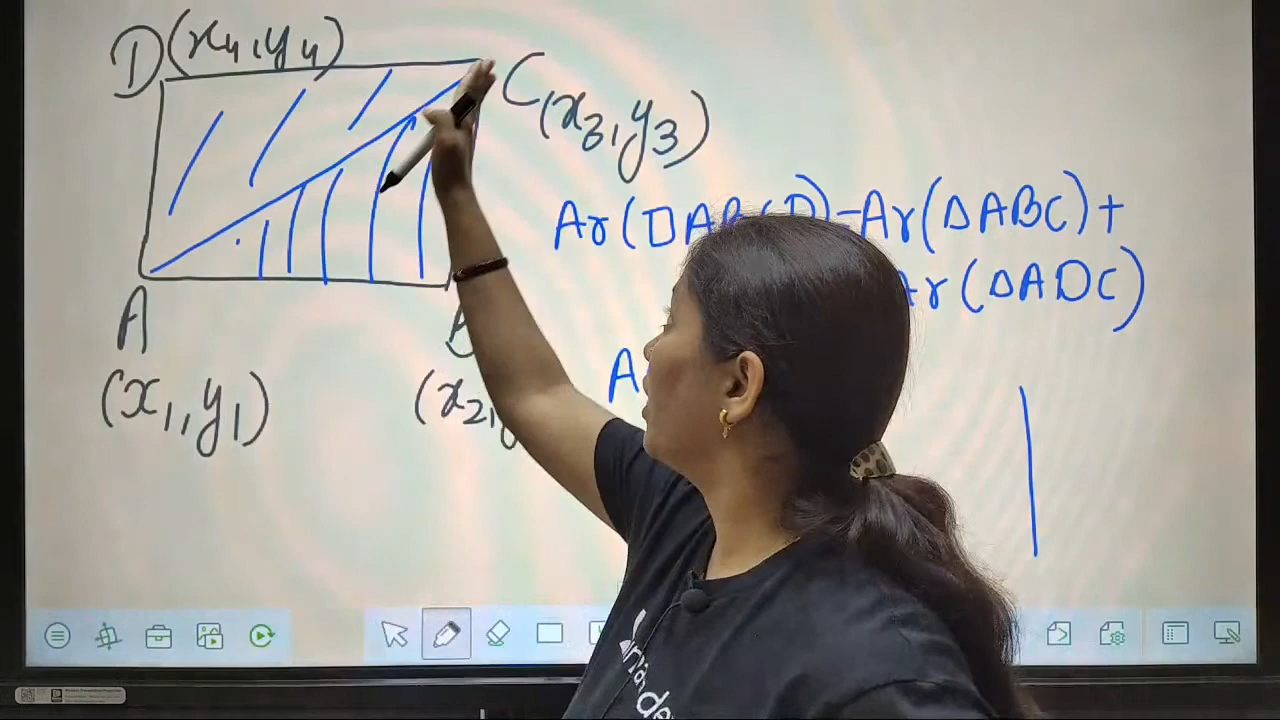 D(x₄,y₄)
C(x₃,y₃)
Ar(□ABCD)=Ar(△ABC)+
Ar(△ADC)
A
B
A
(x₁,y₁)
(x₂,y